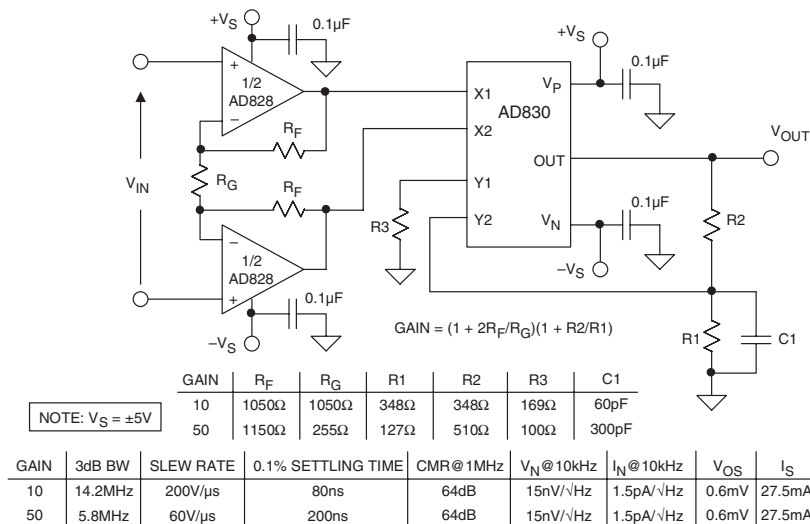 +VS
0.1µF
+VS
1/2
AD828
0.1µF
X1
VP
AD830
RF
X2
VOUT
VIN
RG
RF
OUT
Y1
0.1µF
R3
Y2
VN
R2
1/2
AD828
0.1µF
–VS
–VS
GAIN = (1 + 2RF/RG)(1 + R2/R1)
R1
C1
GAIN RF RG R1 R2 R3 C1
NOTE: VS = ±5V
10 1050Ω 1050Ω 348Ω 348Ω 169Ω 60pF
50 1150Ω 255Ω 127Ω 510Ω 100Ω 300pF
GAIN 3dB BW SLEW RATE 0.1% SETTLING TIME CMR@1MHz VN@10kHz IN@10kHz VOS IS
10 14.2MHz 200V/µs 80ns 64dB 15nV/√Hz 1.5pA/√Hz 0.6mV 27.5mA
50 5.8MHz 60V/µs 200ns 64dB 15nV/√Hz 1.5pA/√Hz 0.6mV 27.5mA